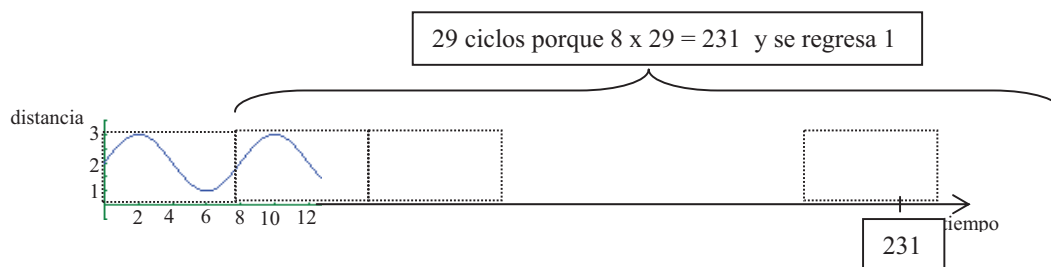 29 ciclos porque 8 x 29 = 231 y se regresa 1
distancia
3
2
1
2 4 6 8 10 12
tiempo
231